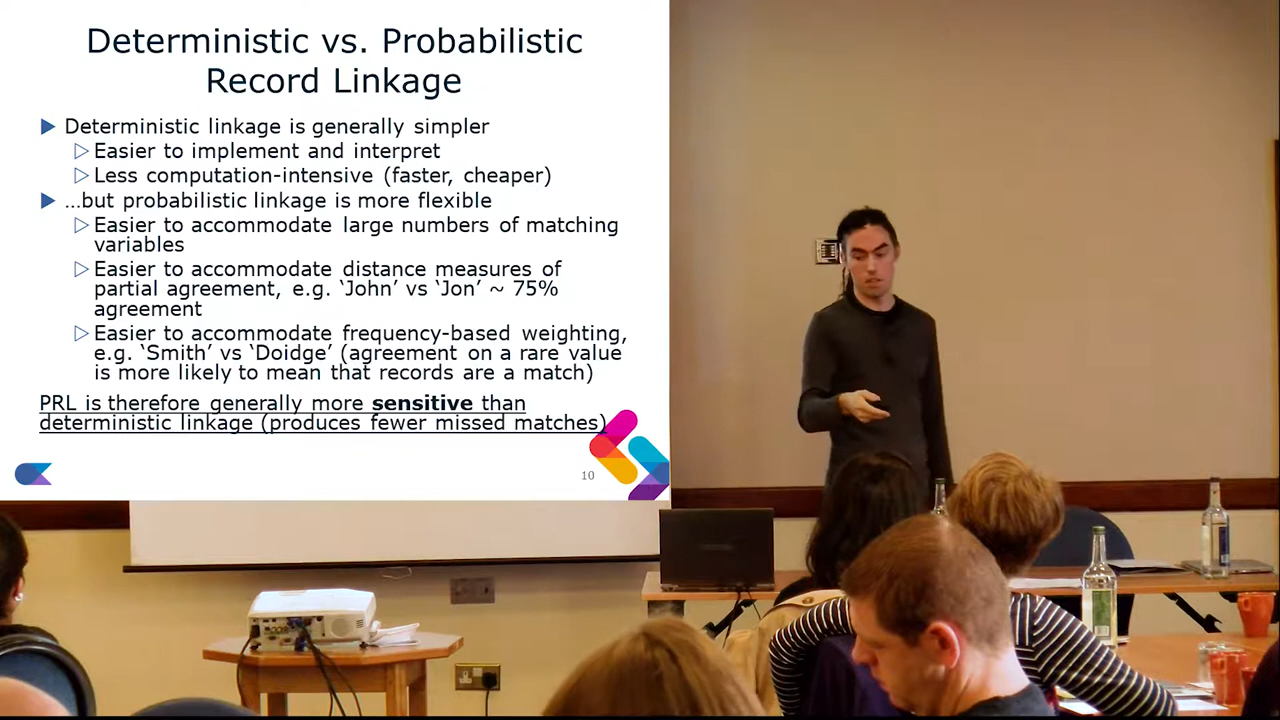 Deterministic vs. Probabilistic
Record Linkage
Deterministic linkage is generally simpler
Easier to implement and interpret
Less computation-intensive (faster, cheaper)
…but probabilistic linkage is more flexible
Easier to accommodate large numbers of matching
variables
Easier to accommodate distance measures of
partial agreement, e.g. ‘John’ vs ‘Jon’ ~ 75%
agreement
Easier to accommodate frequency-based weighting,
e.g. ‘Smith’ vs ‘Doidge’ (agreement on a rare value
is more likely to mean that records are a match)
PRL is therefore generally more sensitive than
deterministic linkage (produces fewer missed matches)
10